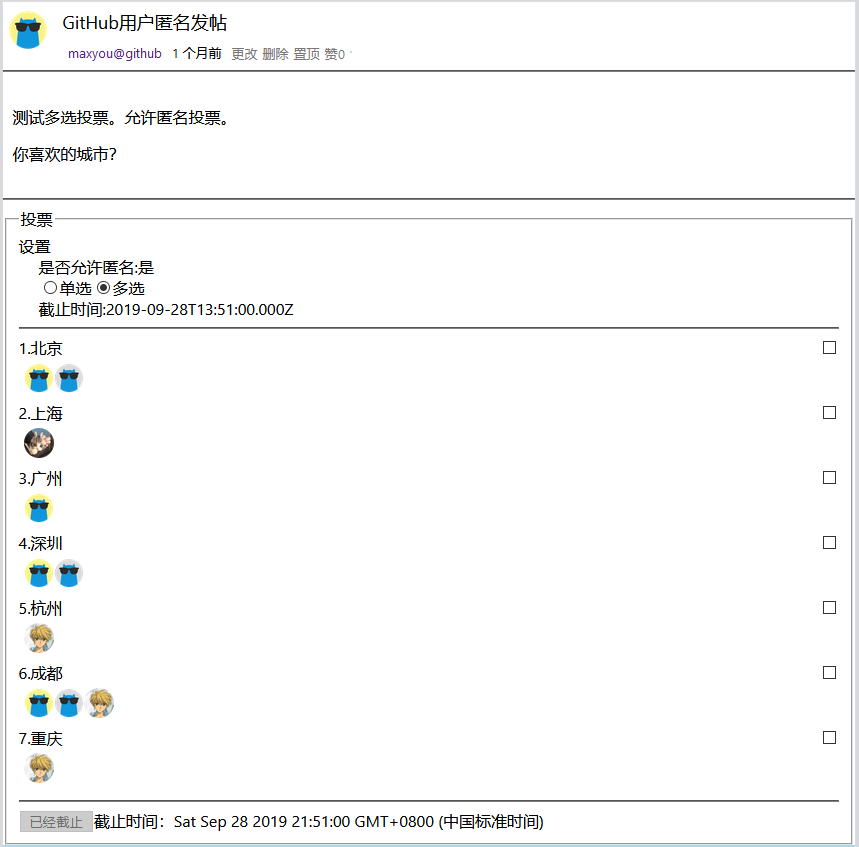 GitHub用户匿名发帖
maxyou@github 1 个月前 更改 删除 置顶 赞0
测试多选投票。允许匿名投票。
你喜欢的城市?
投票
设置
是否允许匿名:是
单选 多选
截止时间:2019-09-28T13:51:00.000Z
1.北京
2.上海
3.广州
4.深圳
5.杭州
6.成都
7.重庆
已经截止 截止时间：Sat Sep 28 2019 21:51:00 GMT+0800 (中国标准时间)